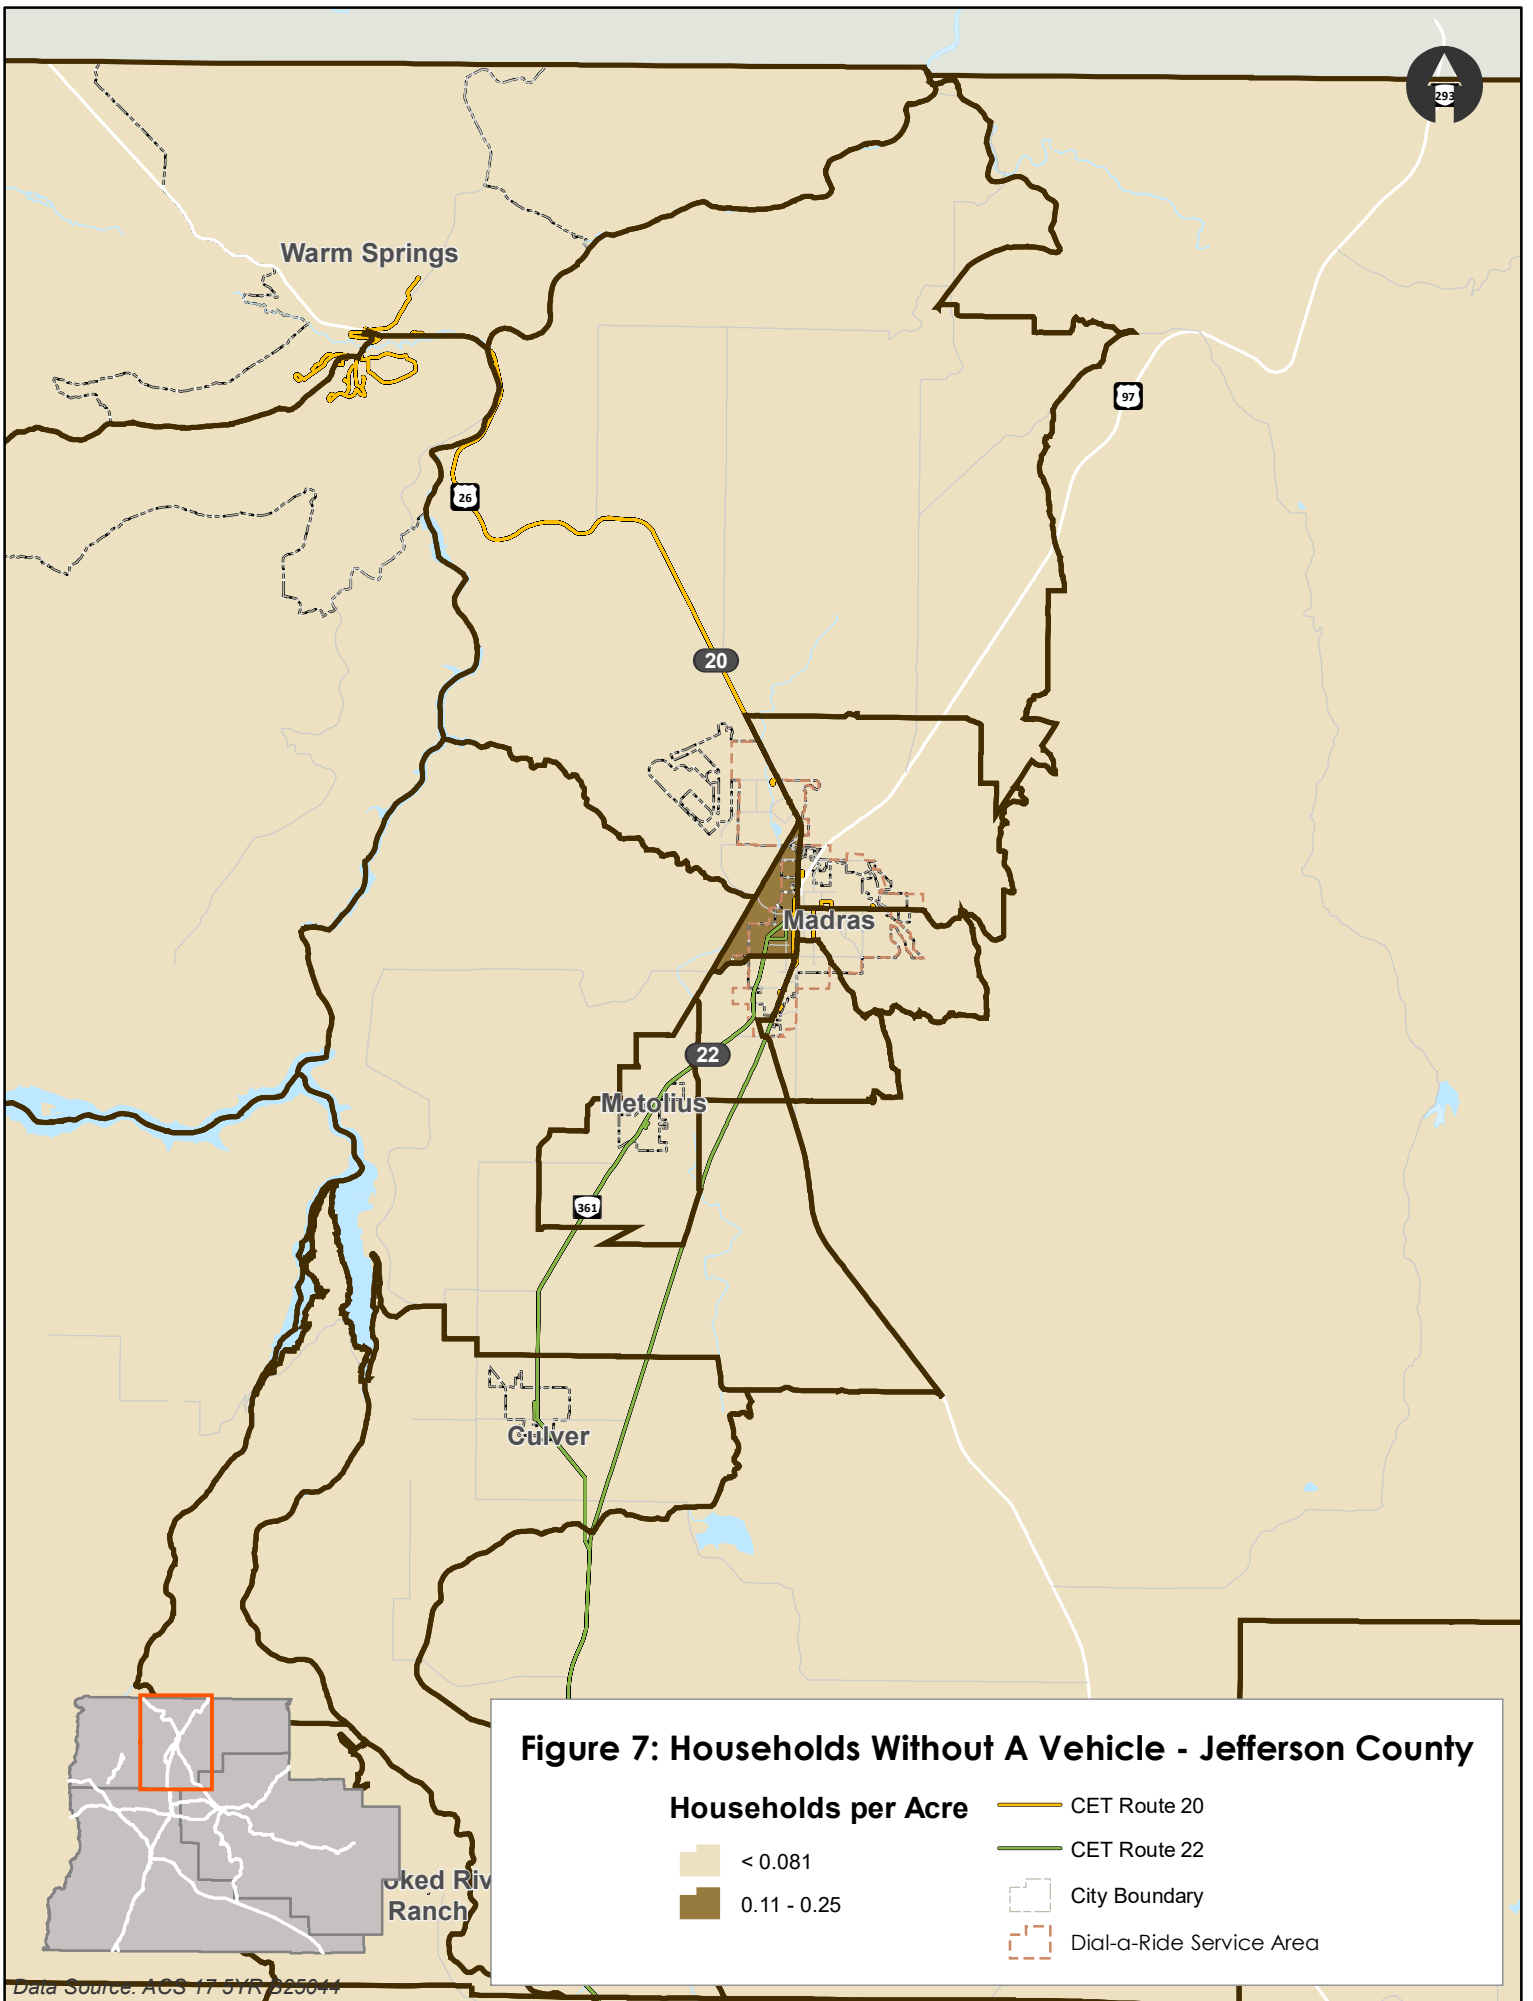 293
Warm Springs
97
26
20
Madras
22
Metolius
361
Culver
Figure 7: Households Without A Vehicle - Jefferson County
Households per Acre
< 0.081
0.11 - 0.25
CET Route 20
CET Route 22
City Boundary
Dial-a-Ride Service Area
oked Riv
Ranch
Data Source: ACS 17 5YR B25044